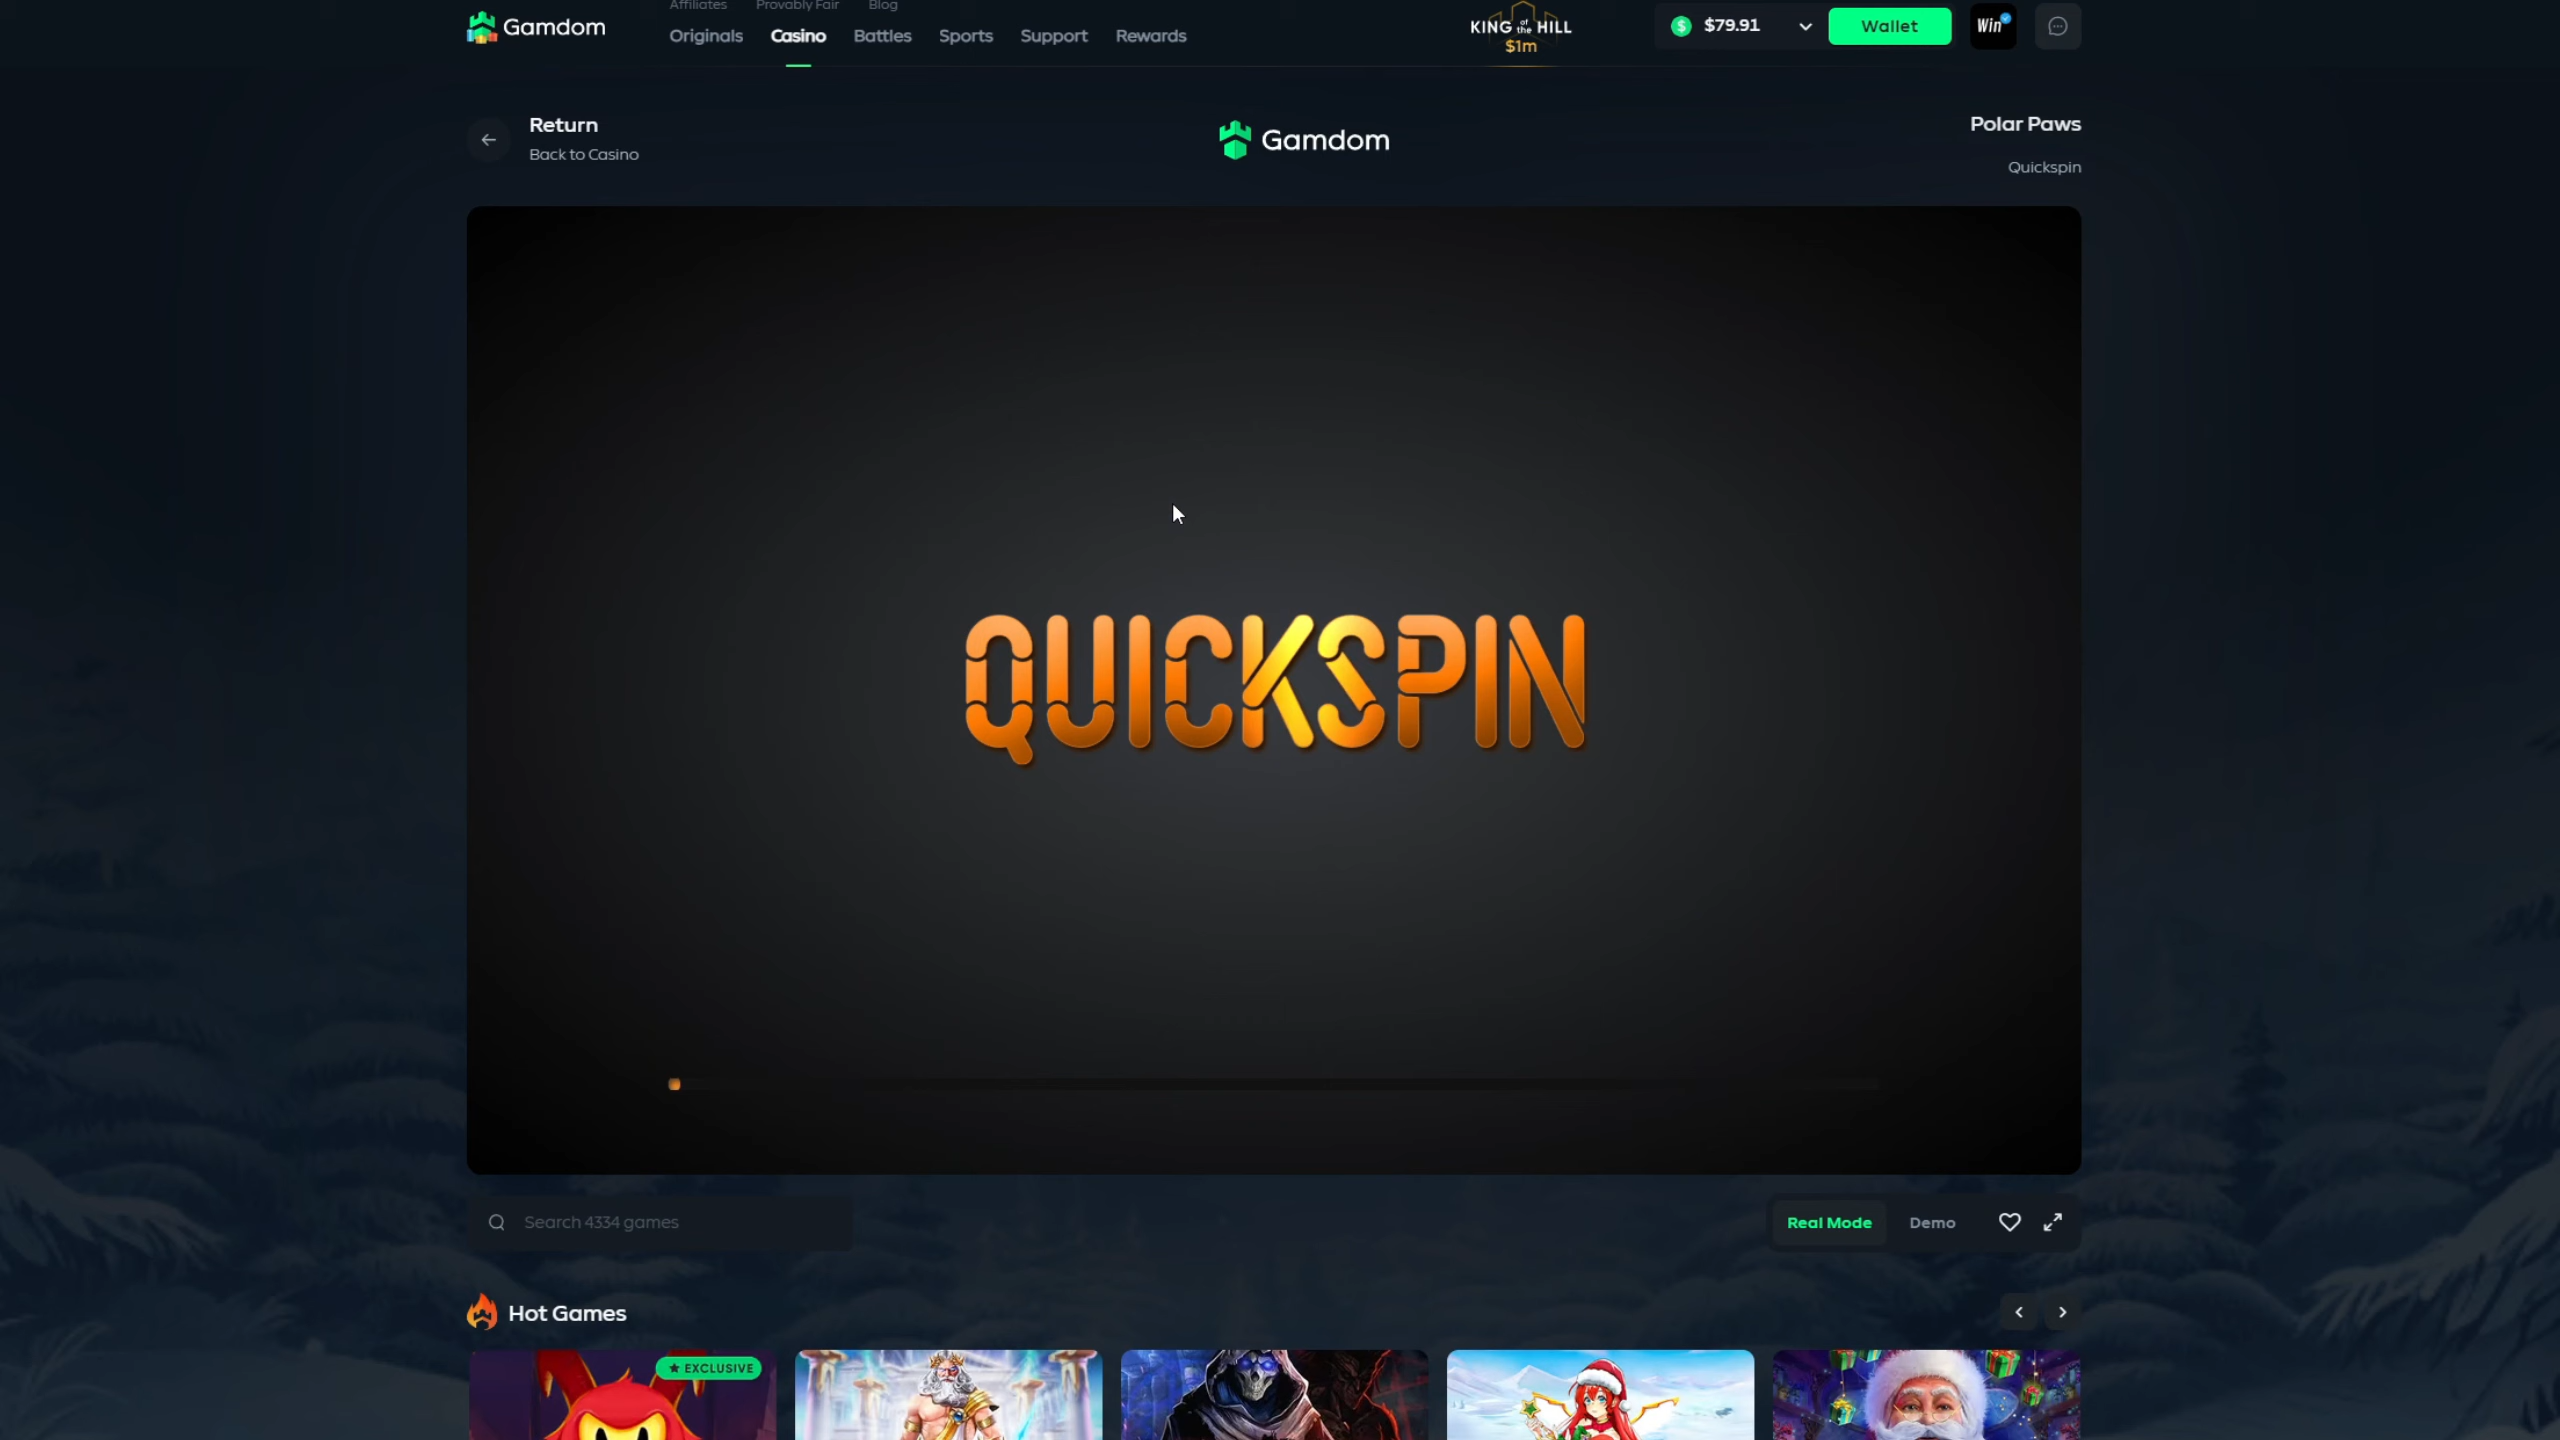 Affiliates Provably Fair Blog
Gamdom
Originals Casino Battles Sports Support Rewards
KING of the HILL
$1m
$79.91
Wallet
Win
Return
Back to Casino
Gamdom
Polar Paws
Quickspin
QUICKSPIN
Search 4334 games
Real Mode Demo
Hot Games
EXCLUSIVE